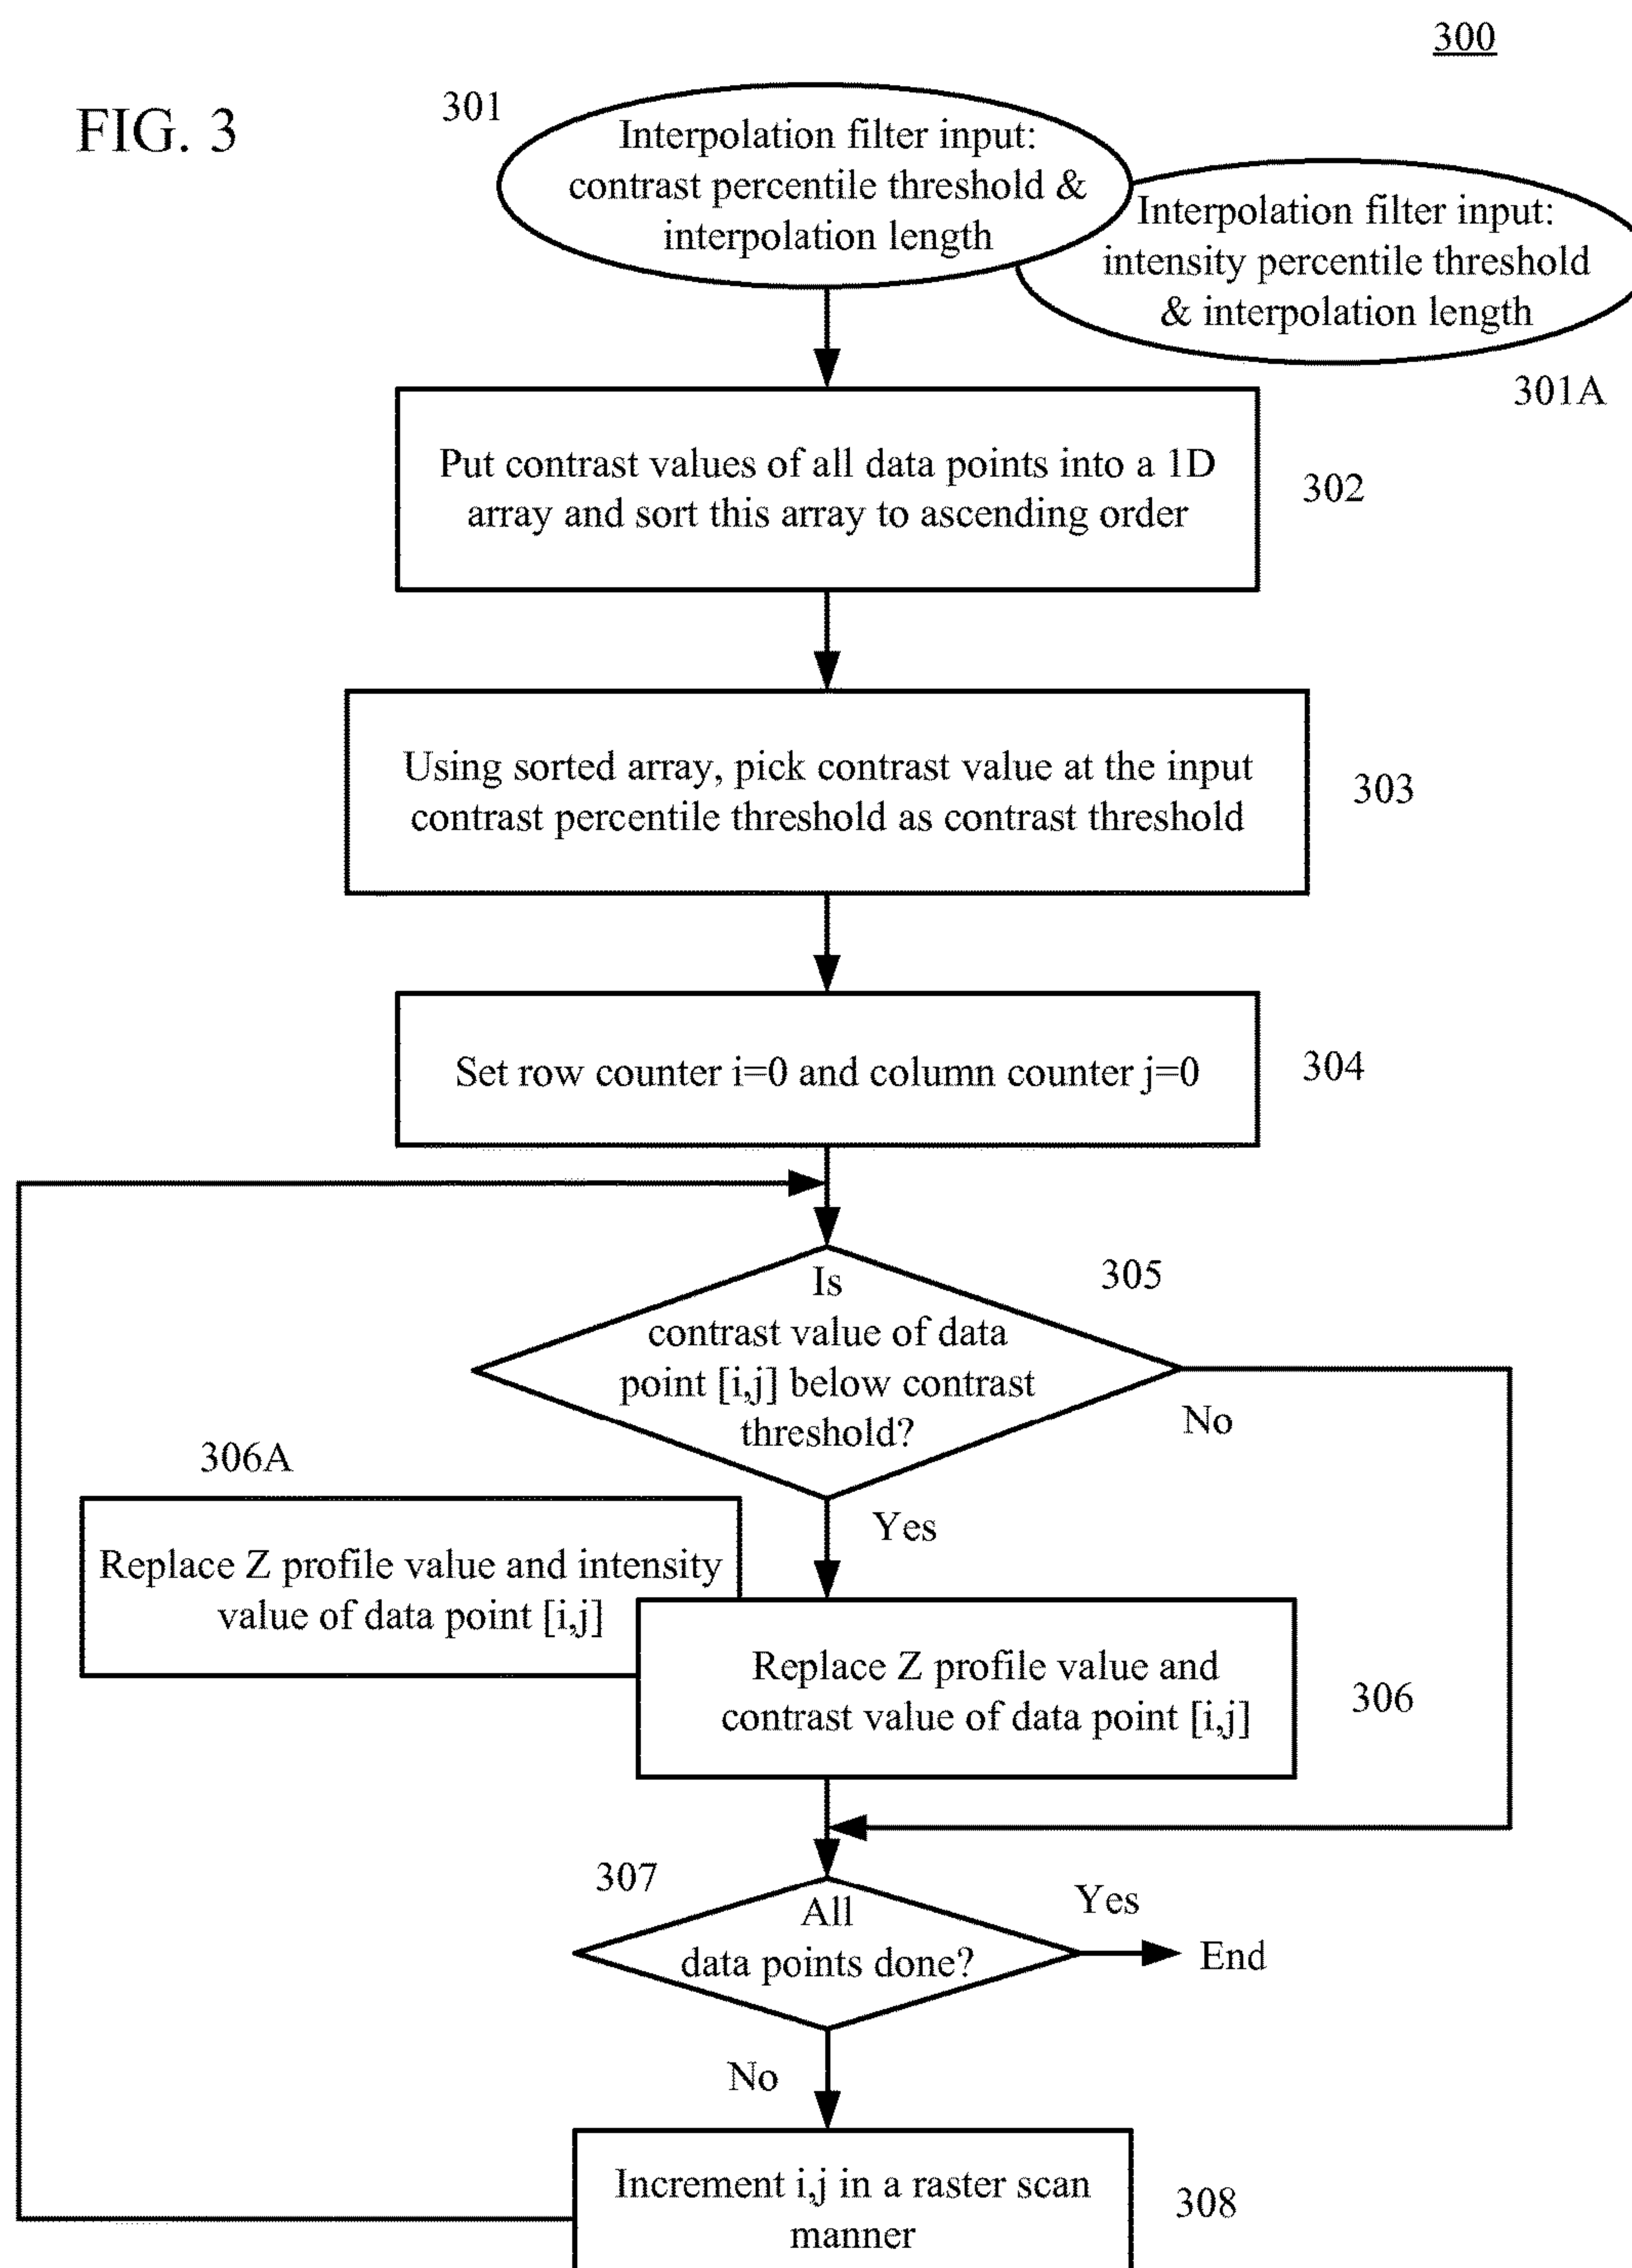 300
FIG. 3
301
Interpolation filter input:
contrast percentile threshold &
interpolation length
Interpolation filter input:
intensity percentile threshold
& interpolation length
301A
Put contrast values of all data points into a 1D
array and sort this array to ascending order
302
Using sorted array, pick contrast value at the input
contrast percentile threshold as contrast threshold
303
Set row counter i=0 and column counter j=0
304
Is
contrast value of data
point [i,j] below contrast
threshold?
305
No
306A
Yes
Replace Z profile value and intensity
value of data point [i,j]
Replace Z profile value and
contrast value of data point [i,j]
306
307
All
data points done?
Yes
End
No
Increment i,j in a raster scan
manner
308